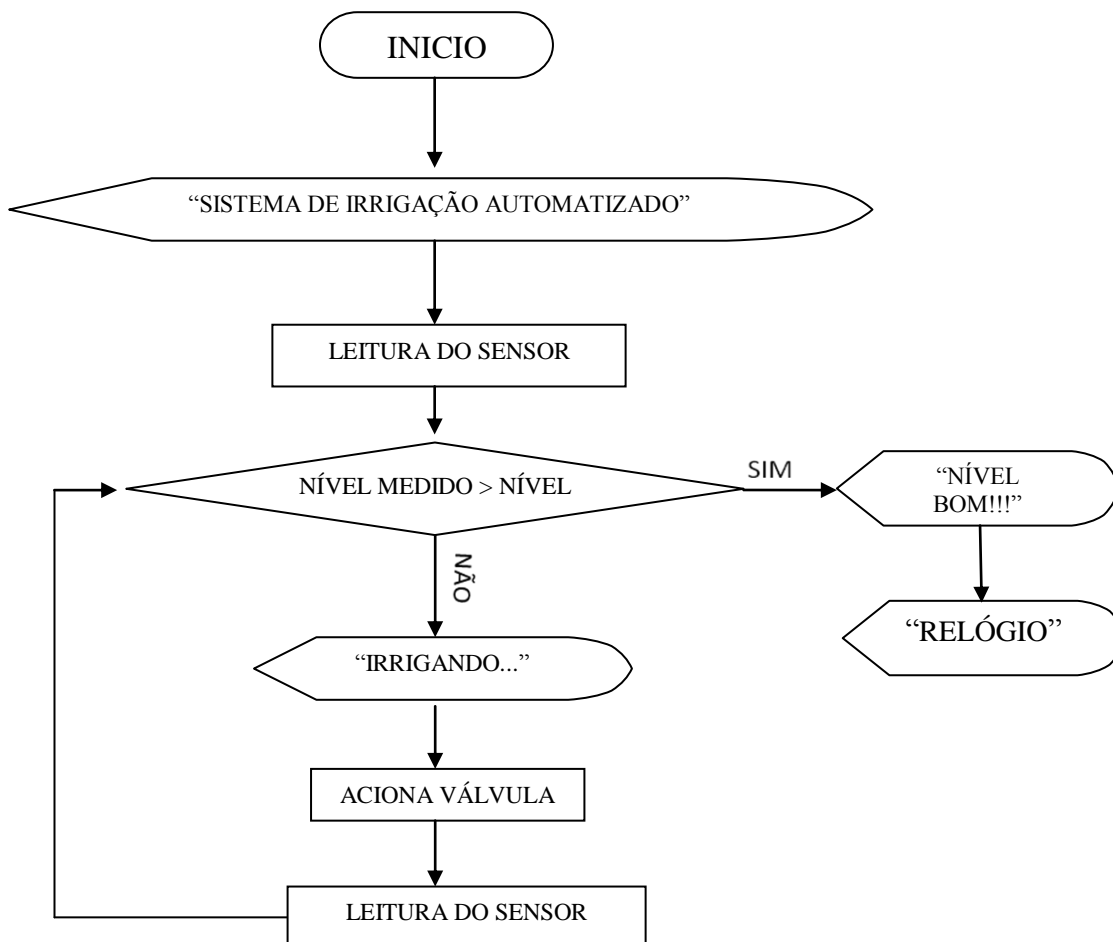 INICIO
“SISTEMA DE IRRIGAÇÃO AUTOMATIZADO”
LEITURA DO SENSOR
NÍVEL MEDIDO > NÍVEL
SIM
“NÍVEL
BOM!!!”
NÃO
“RELÓGIO”
“IRRIGANDO...”
ACIONA VÁLVULA
LEITURA DO SENSOR